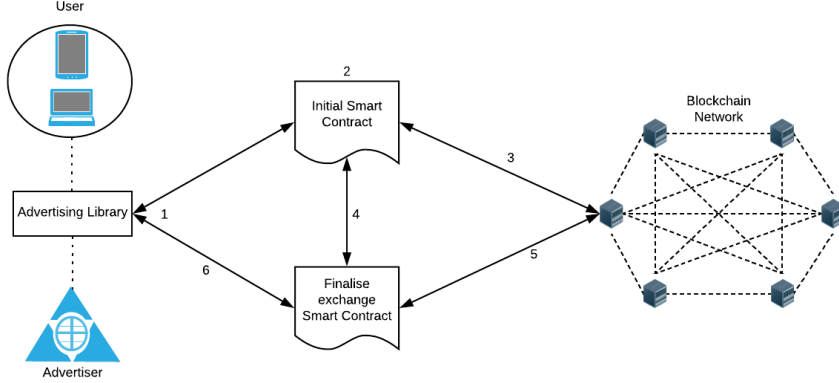 User
2
Initial Smart
Contract
Blockchain
Network
3
Advertising Library
1
4
6
5
Finalise
exchange
Smart Contract
Advertiser